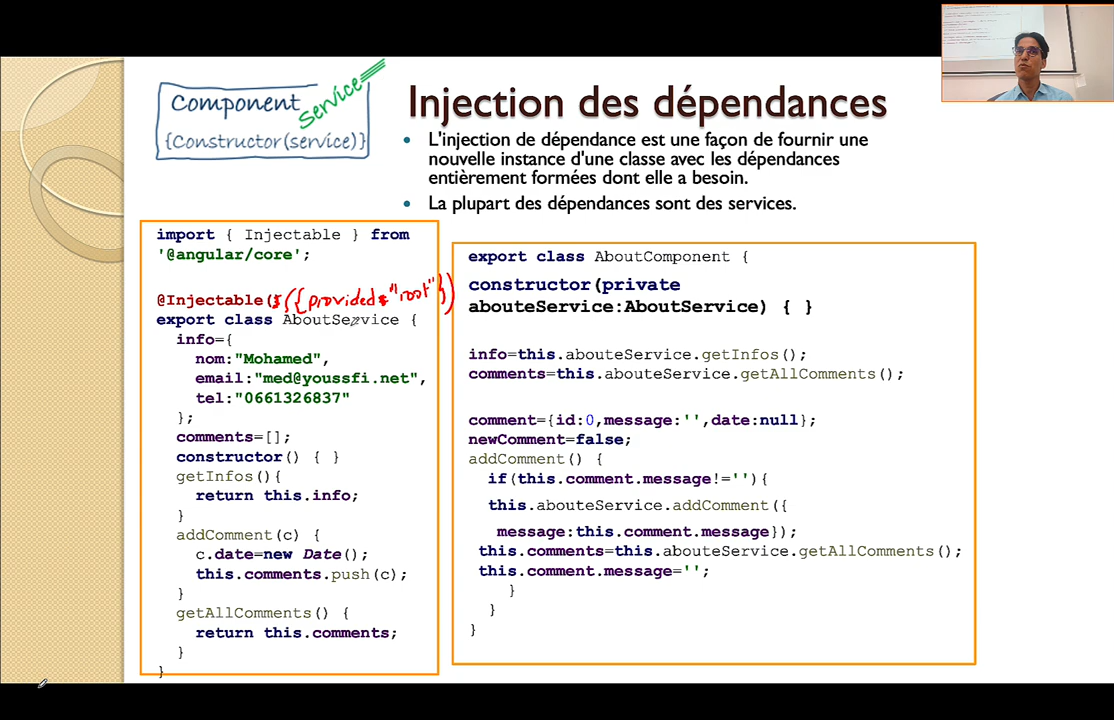 Component
Service
{Constructor(service)}
Injection des dépendances
L'injection de dépendance est une façon de fournir une
nouvelle instance d'une classe avec les dépendances
entièrement formées dont elle a besoin.
La plupart des dépendances sont des services.
import { Injectable } from
'@angular/core';
@Injectable( ({provided "root"})
export class AboutService {
info={
nom:"Mohamed",
email:"med@youssfi.net",
tel:"0661326837"
};
comments=[];
constructor() { }
getInfos(){
return this.info;
}
addComment(c) {
c.date=new Date();
this.comments.push(c);
}
getAllComments() {
return this.comments;
}
}
export class AboutComponent {
constructor(private
abouteService:AboutService) { }
info=this.abouteService.getInfos();
comments=this.abouteService.getAllComments();
comment={id:0,message:'',date:null};
newComment=false;
addComment() {
if(this.comment.message!=''){
this.abouteService.addComment({
message:this.comment.message});
this.comments=this.abouteService.getAllComments();
this.comment.message='';
}
}
}